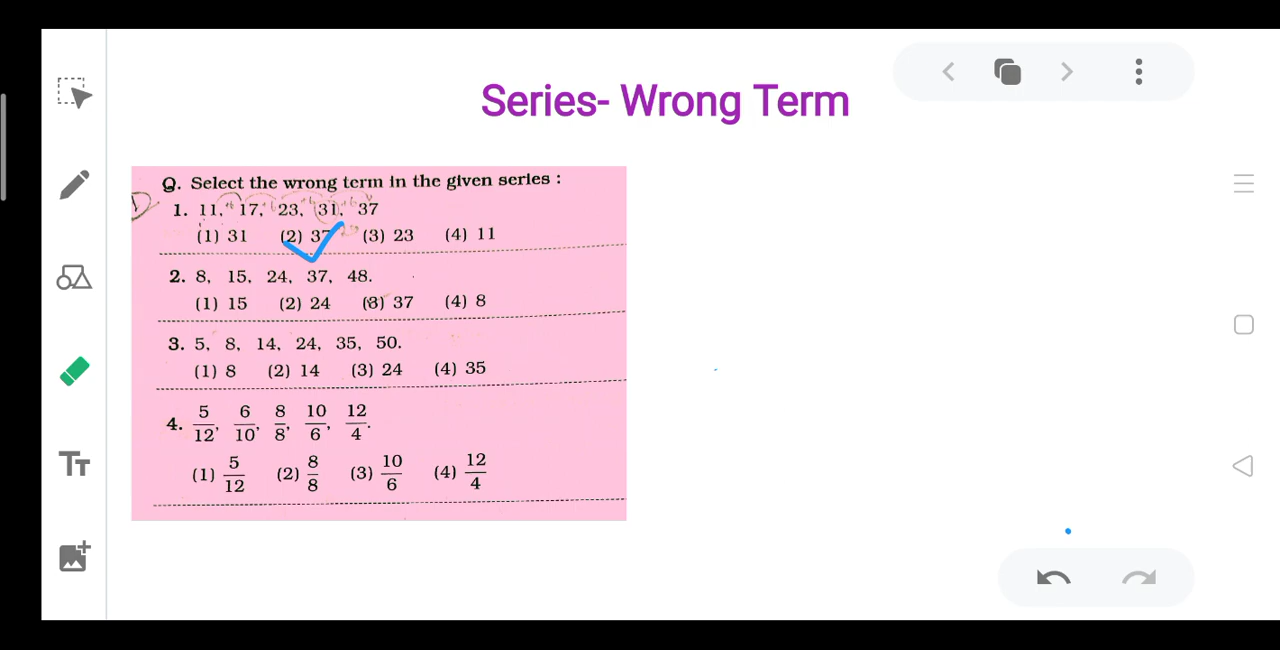 Series- Wrong Term
Q. Select the wrong term in the given series :
1. 11, 17, 23, 31, 37
(1) 31 (2) 37 (3) 23 (4) 11
2. 8, 15, 24, 37, 48.
(1) 15 (2) 24 (3) 37 (4) 8
3. 5, 8, 14, 24, 35, 50.
(1) 8 (2) 14 (3) 24 (4) 35
4. 5/12, 6/10, 8/8, 10/6, 12/4.
(1) 5/12 (2) 8/8 (3) 10/6 (4) 12/4
TT